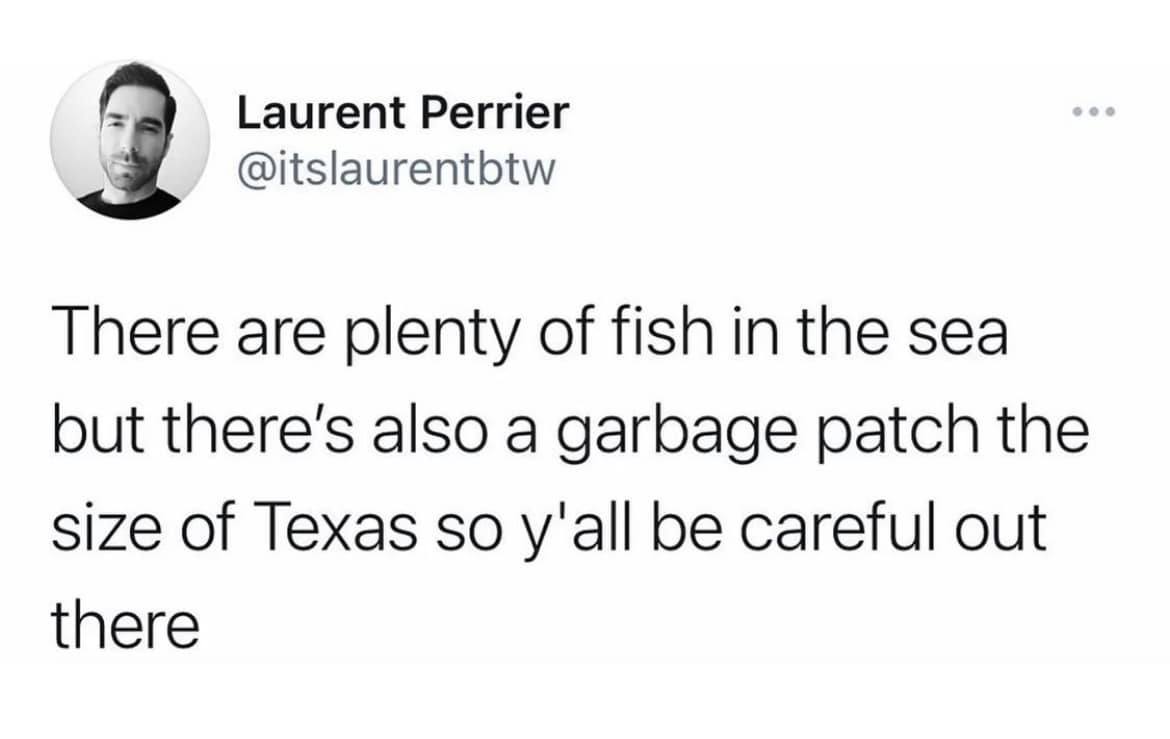 Laurent Perrier
@itslaurentbtw
There are plenty of fish in the sea
but there’s also a garbage patch the
size of Texas so y'all be careful out
there